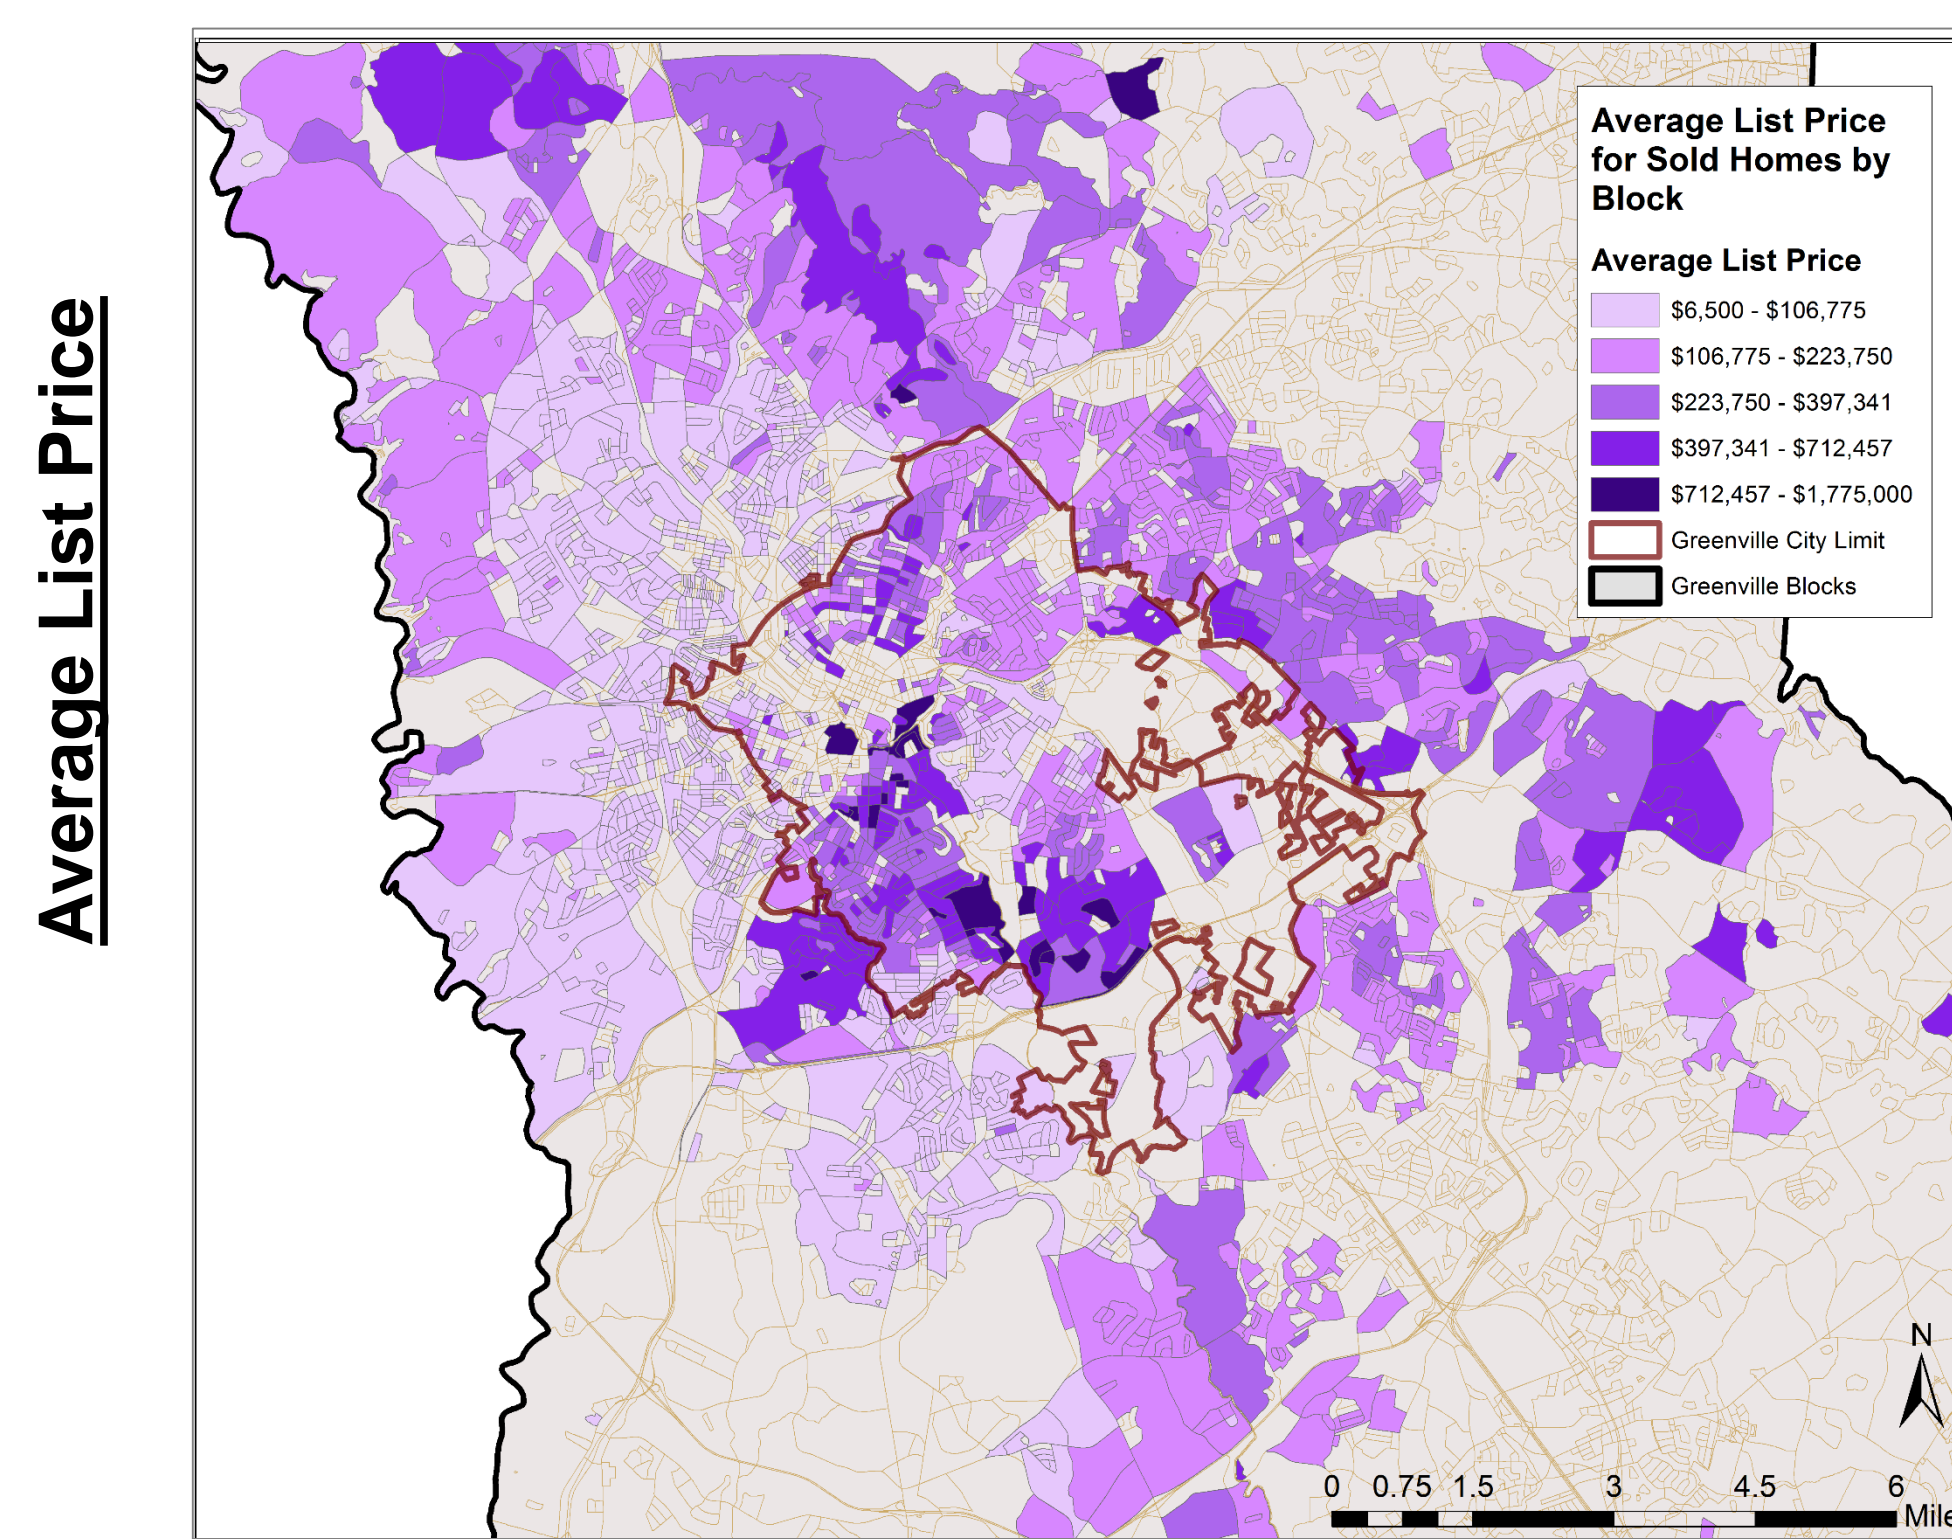 Average List Price
Average List Price
for Sold Homes by
Block
Average List Price
$6,500 - $106,775
$106,775 - $223,750
$223,750 - $397,341
$397,341 - $712,457
$712,457 - $1,775,000
Greenville City Limit
Greenville Blocks
N
0 0.75 1.5 3 4.5 6
Mile